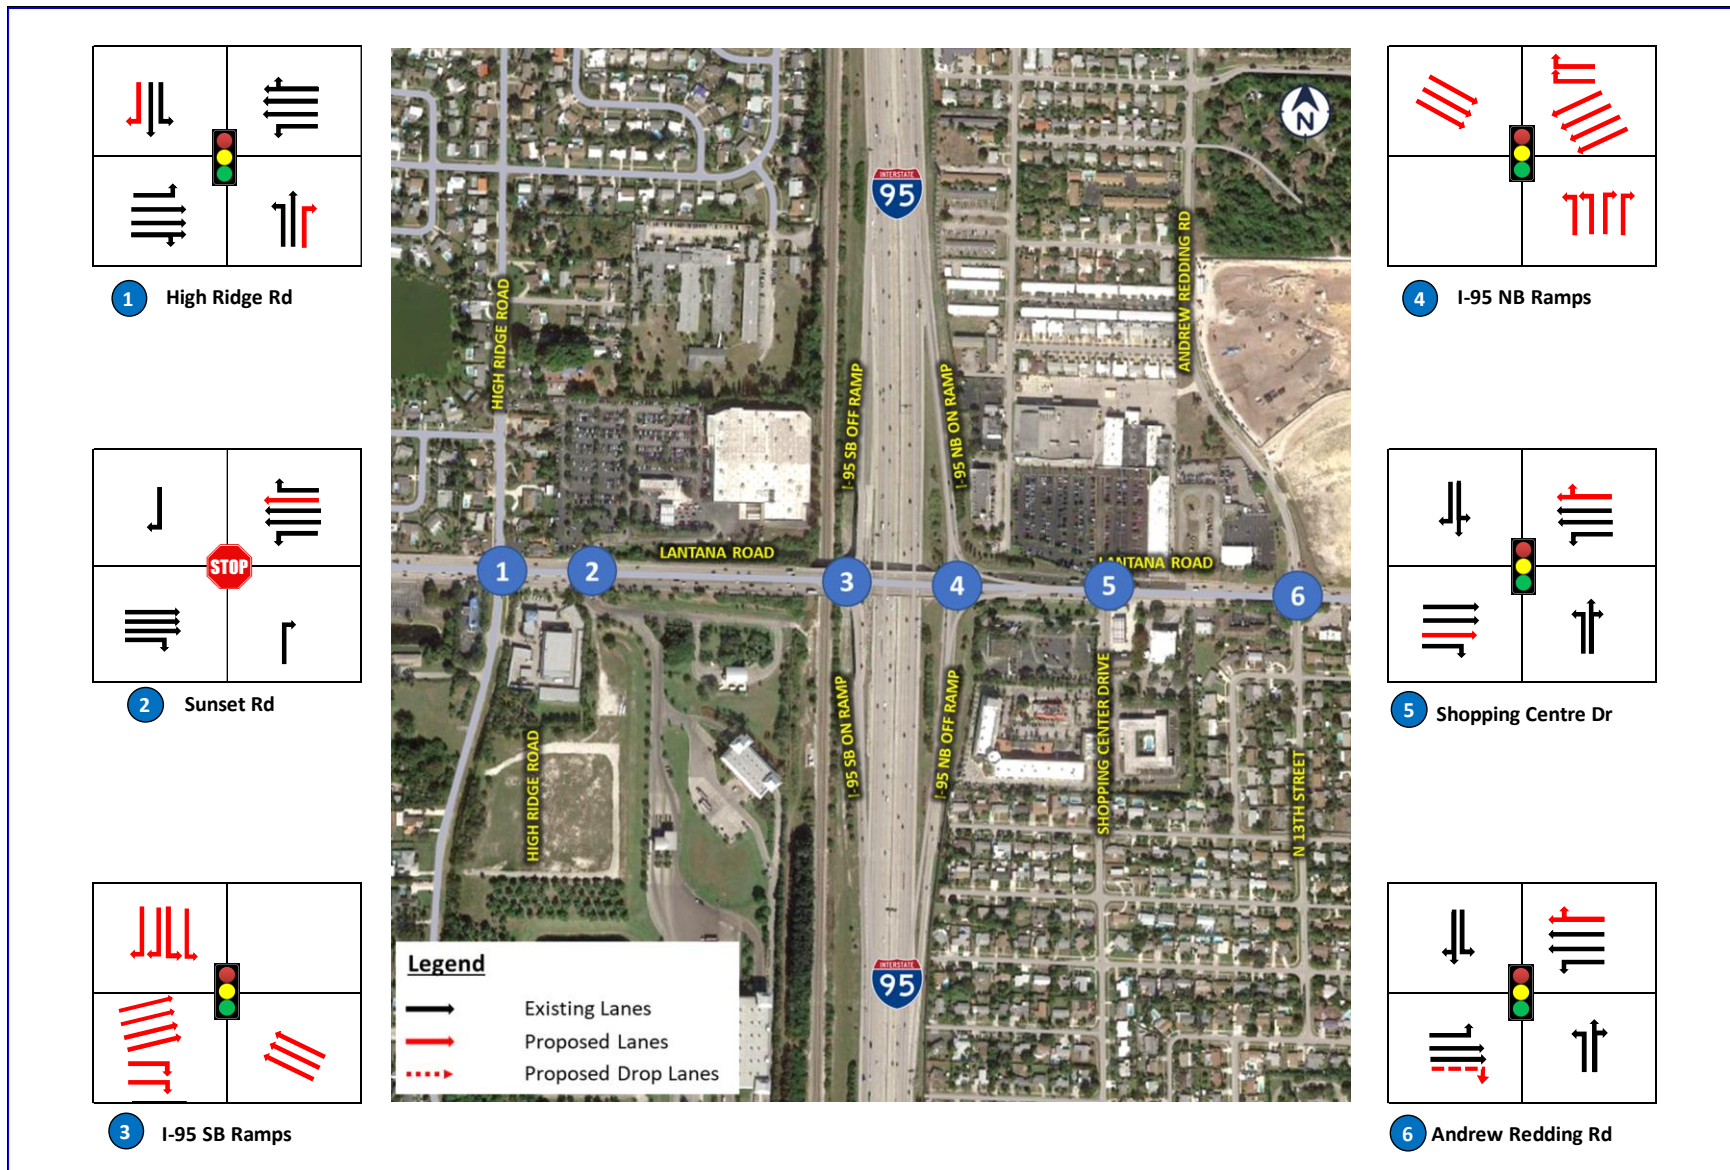 1 High Ridge Rd
STOP
2 Sunset Rd
3 I-95 SB Ramps
INTERSTATE
95
N
HIGH RIDGE ROAD
I-95 SB OFF RAMP
I-95 NB ON RAMP
ANDREW REDDING RD
LANTANA ROAD
LANTANA ROAD
1
2
3
4
5
6
HIGH RIDGE ROAD
I-95 SB ON RAMP
I-95 NB OFF RAMP
SHOPPING CENTER DRIVE
N 13TH STREET
INTERSTATE
95
Legend
Existing Lanes
Proposed Lanes
Proposed Drop Lanes
4 I-95 NB Ramps
5 Shopping Centre Dr
6 Andrew Redding Rd